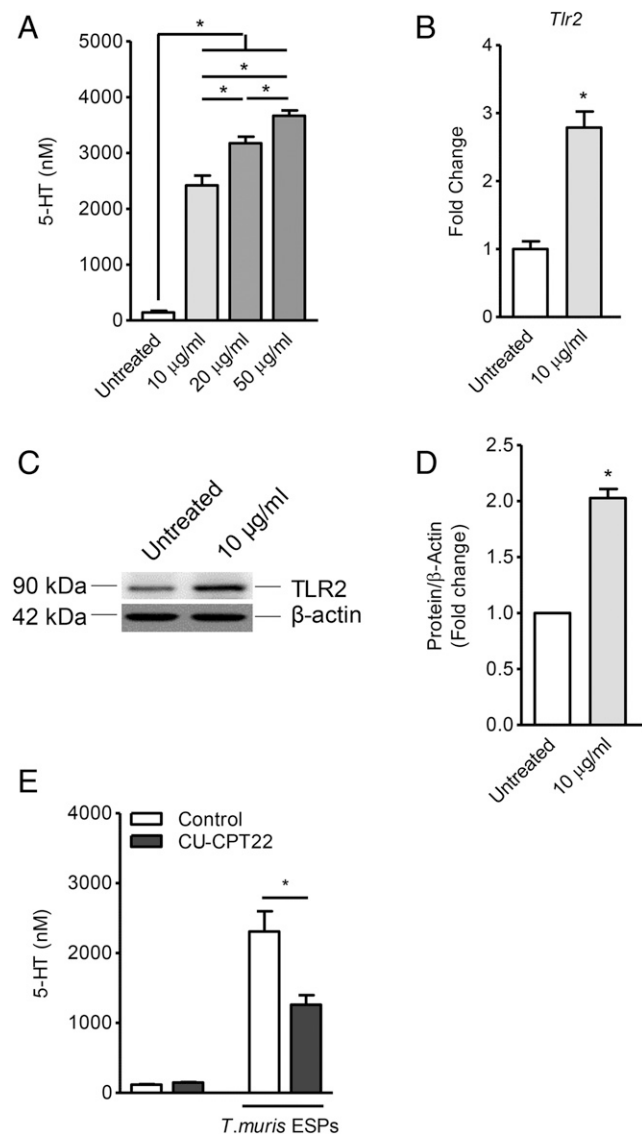 A
*
*
* *
5000
4000
3000
2000
1000
0
5-HT (nM)
Untreated
10 μg/ml
20 μg/ml
50 μg/ml
B
Tlr2
*
4
3
2
1
0
Fold Change
Untreated
10 μg/ml
C
Untreated
10 μg/ml
90 kDa TLR2
42 kDa β-actin
D
*
2.5
2.0
1.5
1.0
0.5
0.0
Protein/β-Actin
(Fold change)
Untreated
10 μg/ml
E
Control
CU-CPT22
*
4000
3000
2000
1000
0
5-HT (nM)
T.muris ESPs